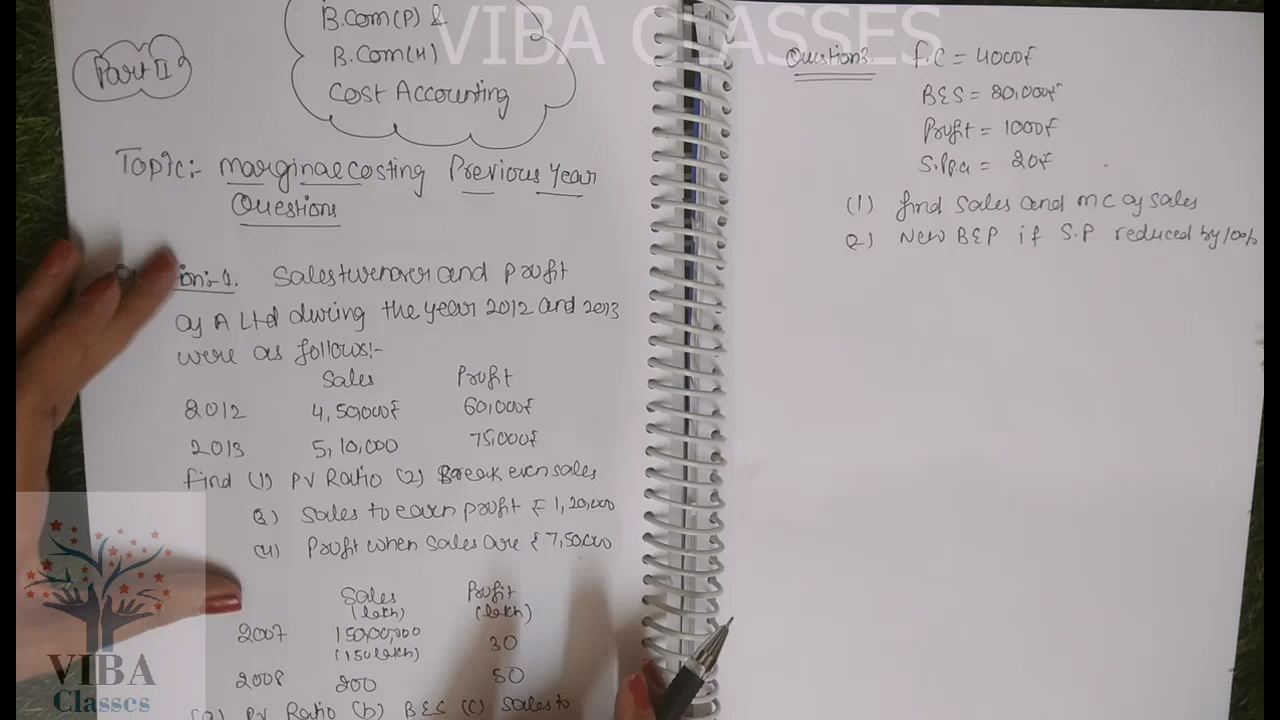 VIBA CLASSES
Part II
B.Com(P) &
B.Com(H)
Cost Accounting
Topic:- marginal costing Previous Year
Questions
Sales turnover and profit
of A Ltd during the year 2012 and 2013
were as follows:-
Sales Profit
2012 4,50,000₹ 60,000₹
2013 5,10,000 75,000₹
Find (1) PV Ratio (2) Break even sales
(3) Sales to earn profit ₹ 1,20,000
(4) Profit when sales are ₹ 7,50,000
Sales Profit
(lakh) (lakh)
2007 150,00,000 30
(150 lakh)
2008 200 50
(a) PV Ratio (b) BES (c) Sales to
Question3. F.C = 4000₹
BES = 80,000₹
Profit = 1000₹
S.P.p.u = 20₹
(1) find sales and mc of sales
(2) New BEP if S.P reduced by 10%
VIBA
Classes